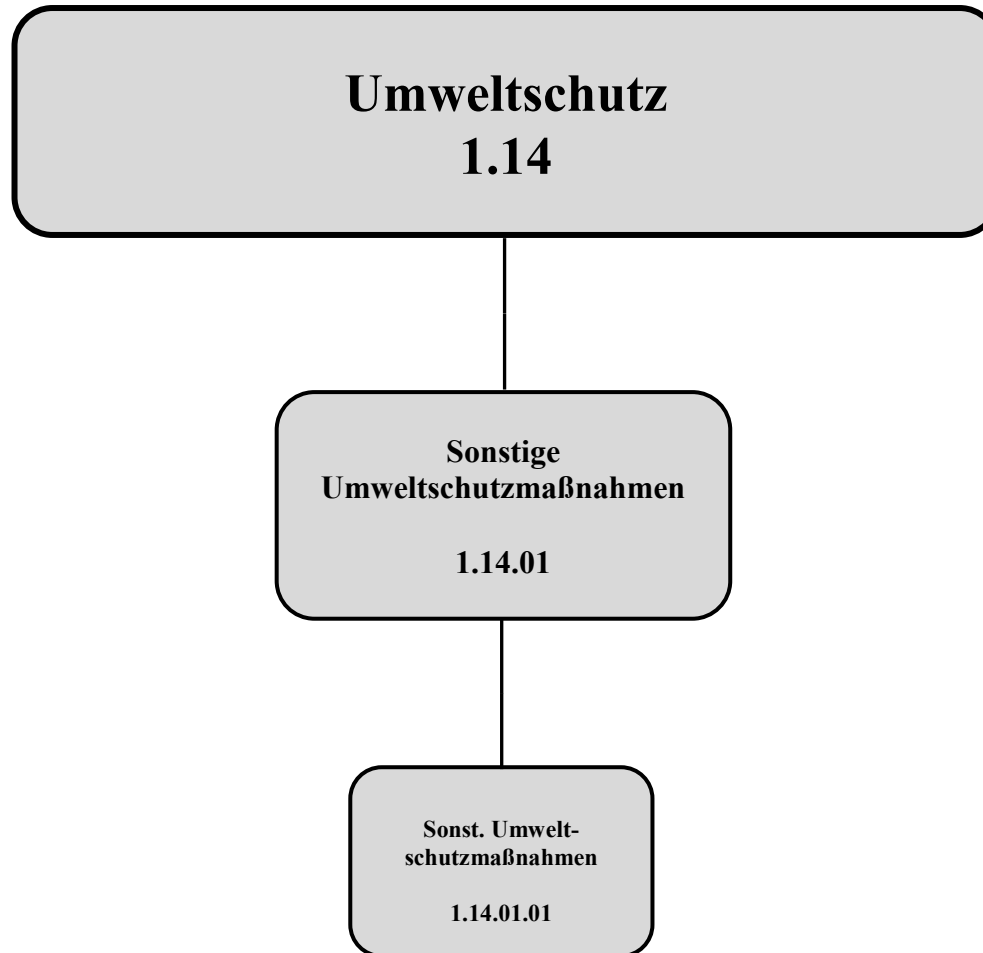 Umweltschutz
1.14
Sonstige
Umweltschutzmaßnahmen
1.14.01
Sonst. Umwelt-
schutzmaßnahmen
1.14.01.01